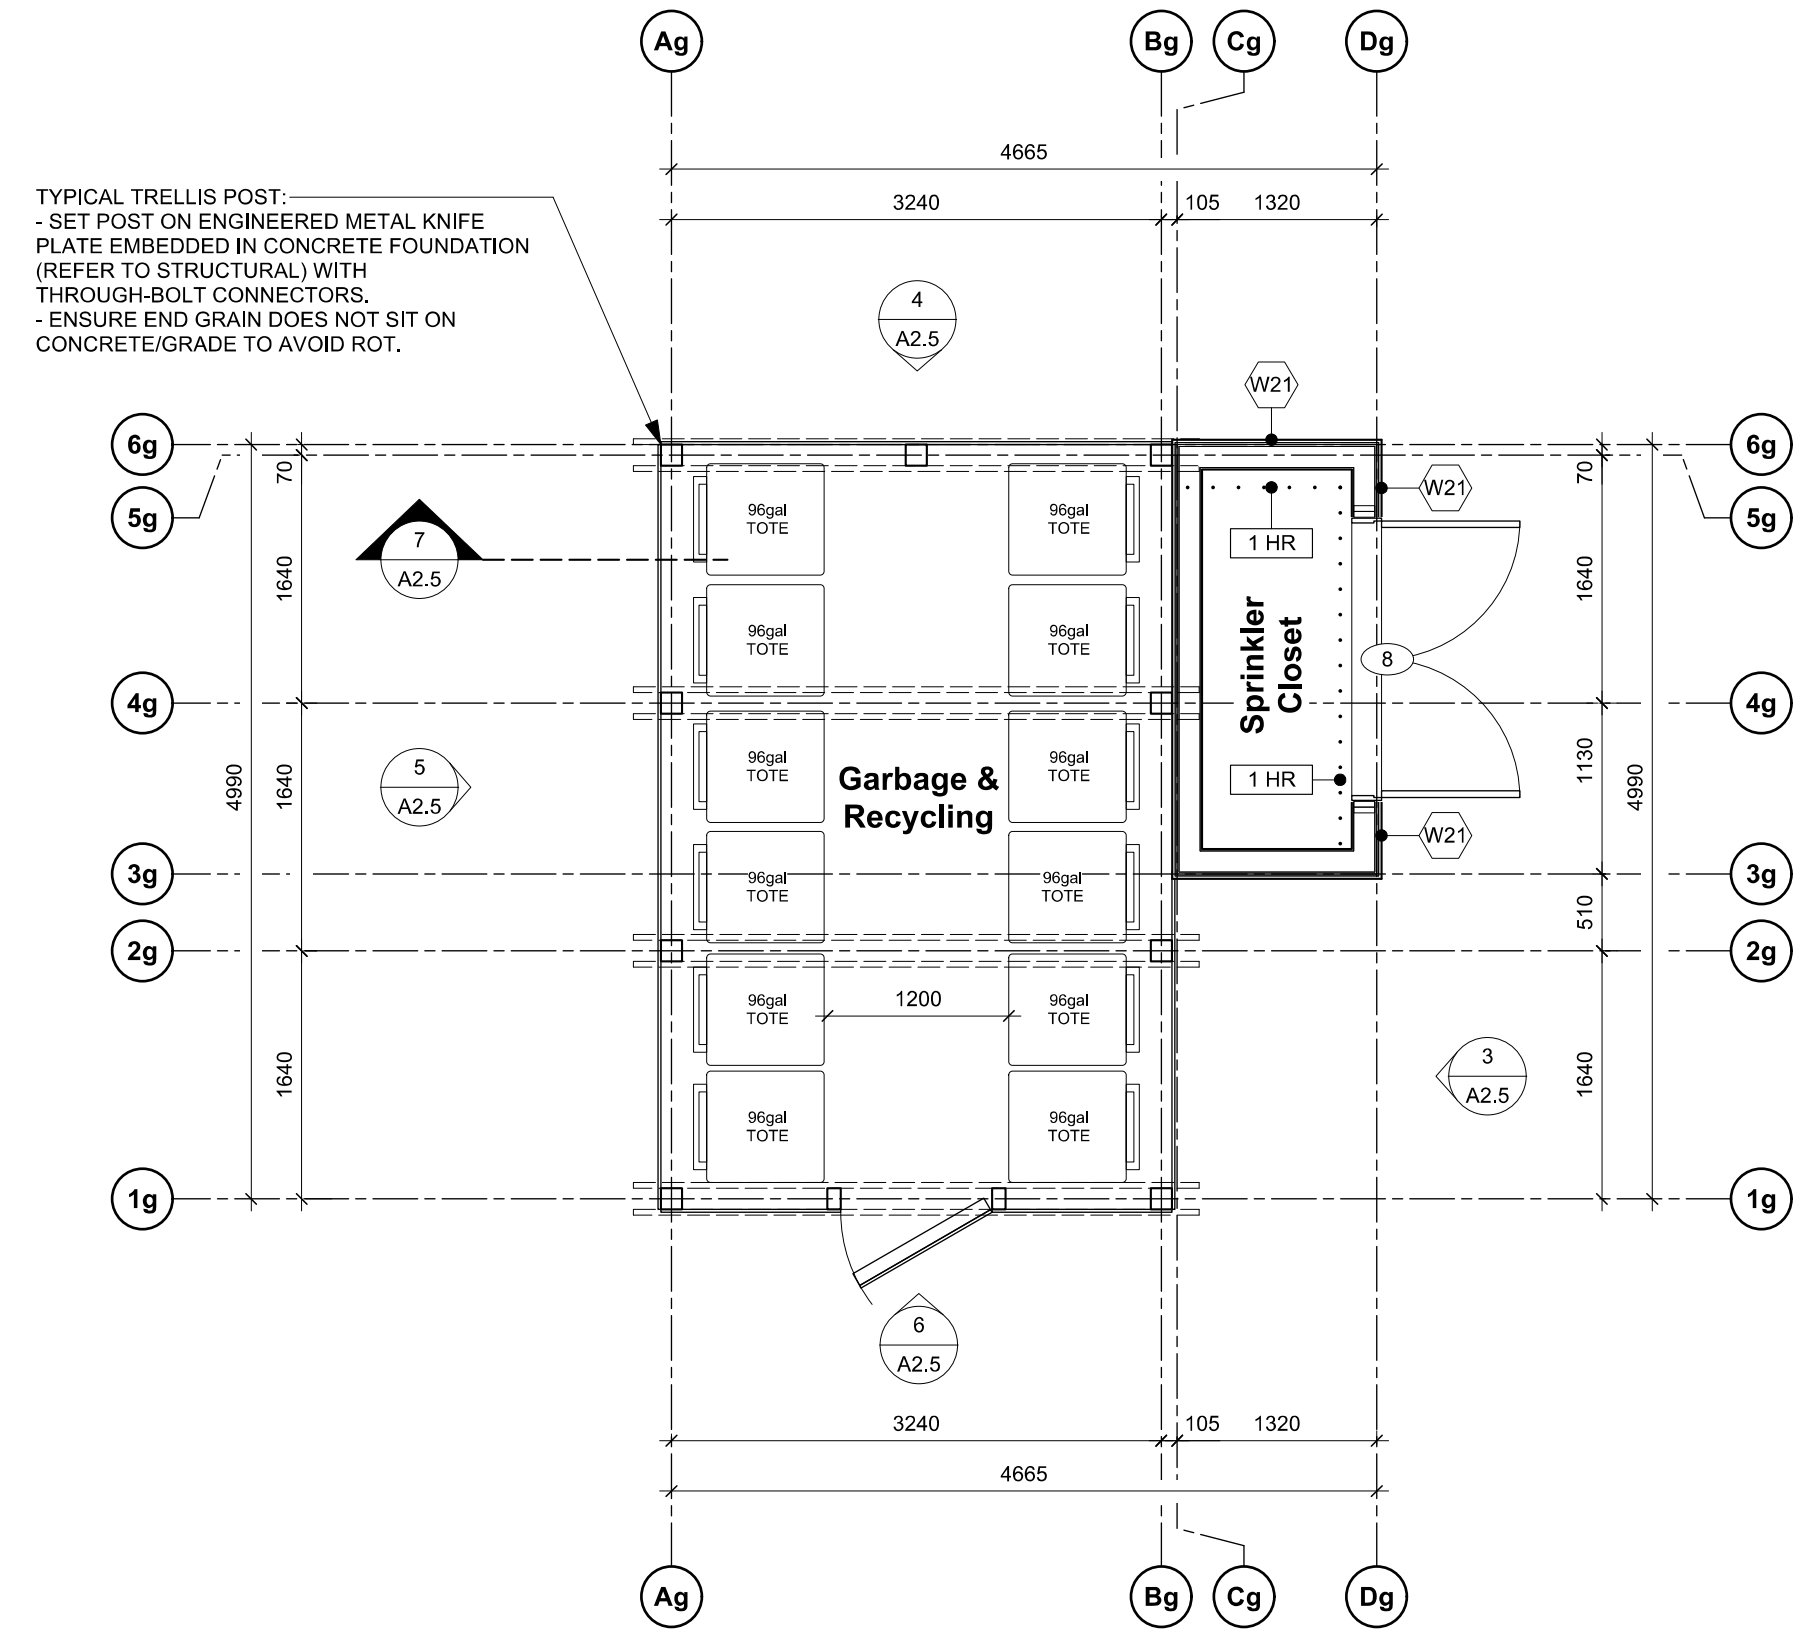 Ag
Bg
Cg
Dg
4665
3240
105
1320
TYPICAL TRELLIS POST:
- SET POST ON ENGINEERED METAL KNIFE
PLATE EMBEDDED IN CONCRETE FOUNDATION
(REFER TO STRUCTURAL) WITH
THROUGH-BOLT CONNECTORS.
- ENSURE END GRAIN DOES NOT SIT ON
CONCRETE/GRADE TO AVOID ROT.
4
A2.5
W21
6g
5g
4g
3g
2g
1g
4990
70
1640
1640
1640
7
A2.5
5
A2.5
96gal
TOTE
96gal
TOTE
96gal
TOTE
96gal
TOTE
96gal
TOTE
96gal
TOTE
96gal
TOTE
96gal
TOTE
96gal
TOTE
96gal
TOTE
96gal
TOTE
96gal
TOTE
Garbage &
Recycling
1200
1 HR
Sprinkler
Closet
1 HR
W21
8
W21
3
A2.5
70
1640
1130
510
1640
4990
6g
5g
4g
3g
2g
1g
6
A2.5
3240
105
1320
4665
Ag
Bg
Cg
Dg